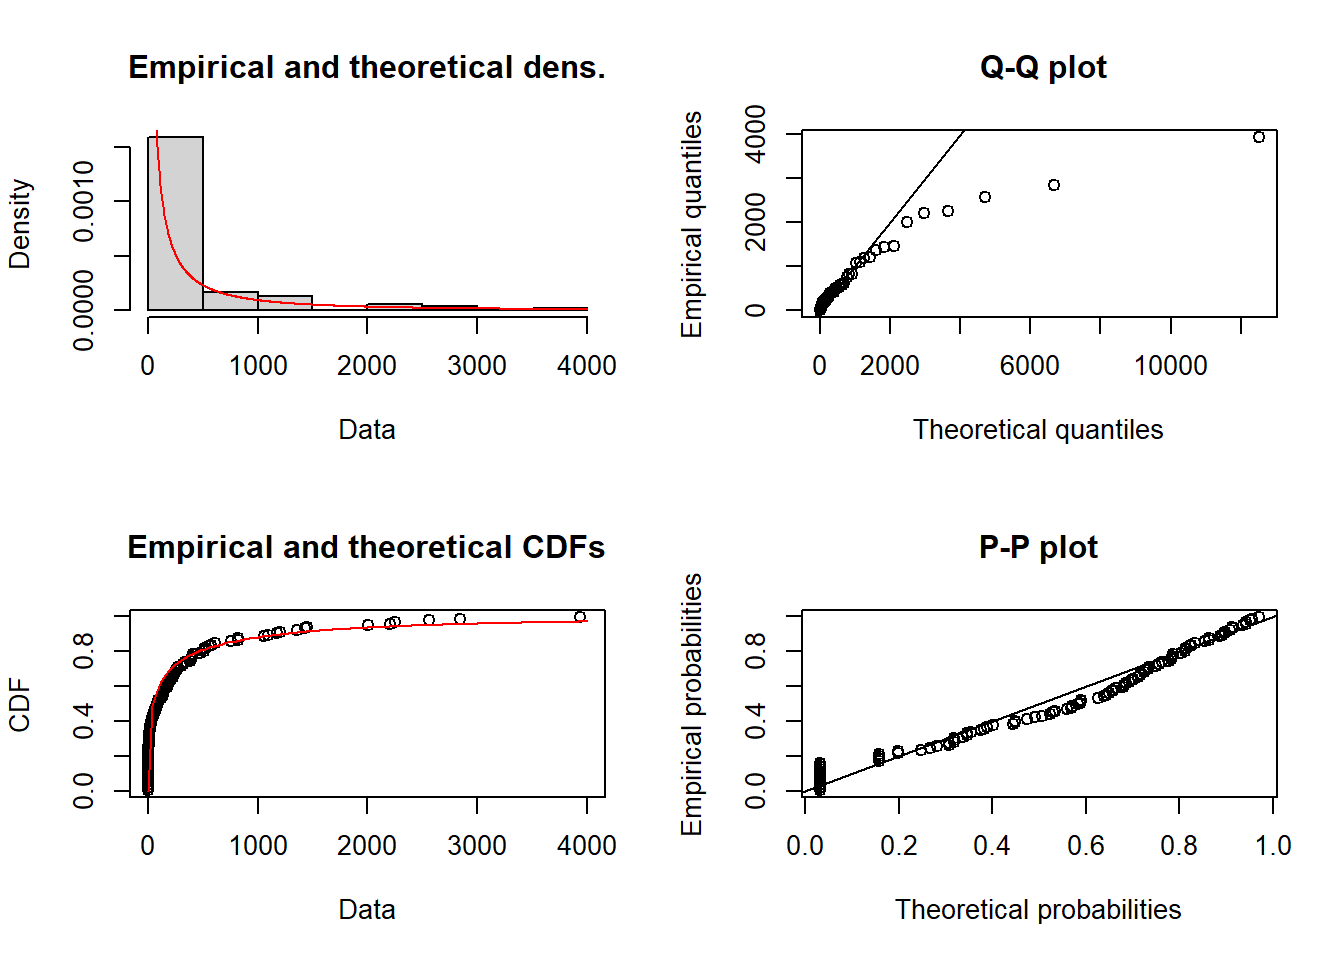 Empirical and theoretical dens.
Density
0.0000 0.0010
0 1000 2000 3000 4000
Data
Q-Q plot
Empirical quantiles
0 2000 4000
0 2000 6000 10000
Theoretical quantiles
Empirical and theoretical CDFs
CDF
0.0 0.4 0.8
0 1000 2000 3000 4000
Data
P-P plot
Empirical probabilities
0.0 0.4 0.8
0.0 0.2 0.4 0.6 0.8 1.0
Theoretical probabilities